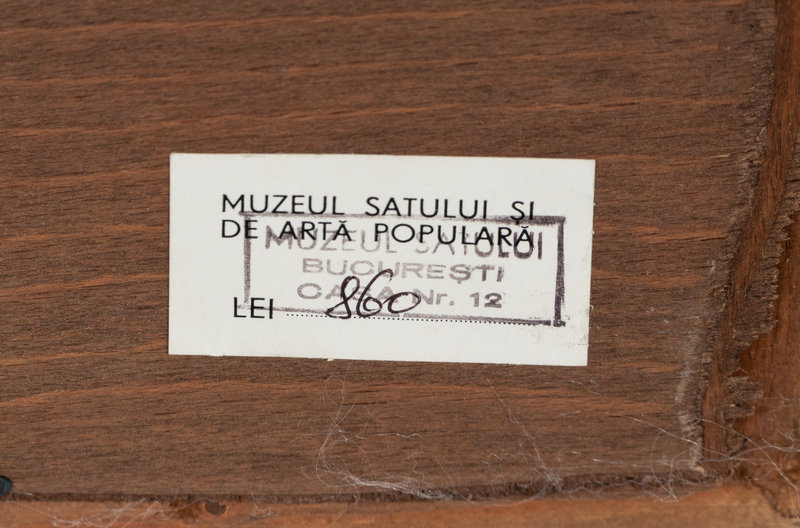 MUZEUL SATULUI ȘI
DE ARTĂ POPULARĂ
MUZEUL SATULUI
BUCUREȘTI
CASA Nr. 12
LEI 860